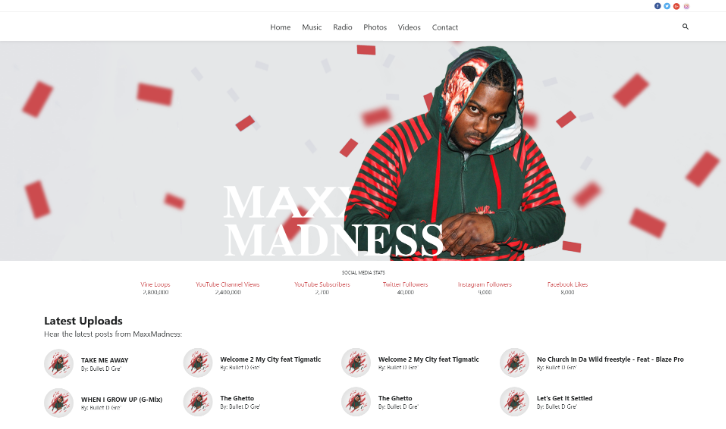 Home Music Radio Photos Videos Contact
MAXX
MADNESS
SOCIAL MEDIA STATS
Vine Loops YouTube Channel Views YouTube Subscribers Twitter Followers Instagram Followers Facebook Likes
2,800,000 2,400,000 2,700 40,000 9,000 8,000
Latest Uploads
Hear the latest posts from MaxxMadness:
TAKE ME AWAY Welcome 2 My City feat Tigmatic Welcome 2 My City feat Tigmatic No Church In Da Wild freestyle - Feat - Blaze Pro
By: Bullet D Gre' By: Bullet D Gre' By: Bullet D Gre' By: Bullet D Gre'
WHEN I GROW UP (G-Mix) The Ghetto The Ghetto Let's Get It Settled
By: Bullet D Gre' By: Bullet D Gre' By: Bullet D Gre' By: Bullet D Gre'